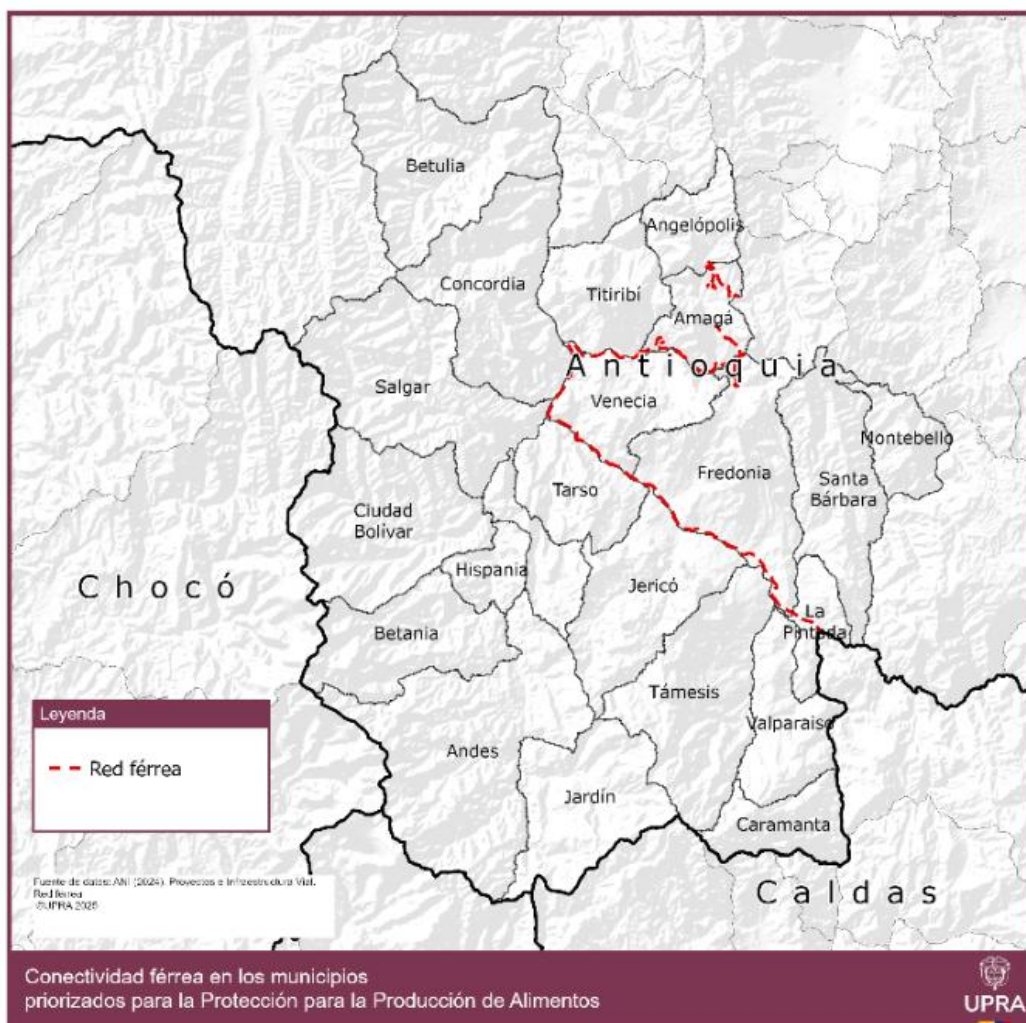 Betulia
Angelópolis
Concordia
Titiribí
Amagá
Antioquia
Salgar
Venecia
Montebello
Fredonia
Santa
Bárbara
Tarso
Ciudad
Bolívar
Hispania
Chocó
Jericó
La
Pintada
Betania
Támesis
Valparaiso
Andes
Jardín
Caramanta
Caldas
Leyenda
Red férrea
Fuente de datos: ANI (2024). Proyectos e Infraestructura Vial.
Red férrea
©UPRA 2025
Conectividad férrea en los municipios
priorizados para la Protección para la Producción de Alimentos
UPRA